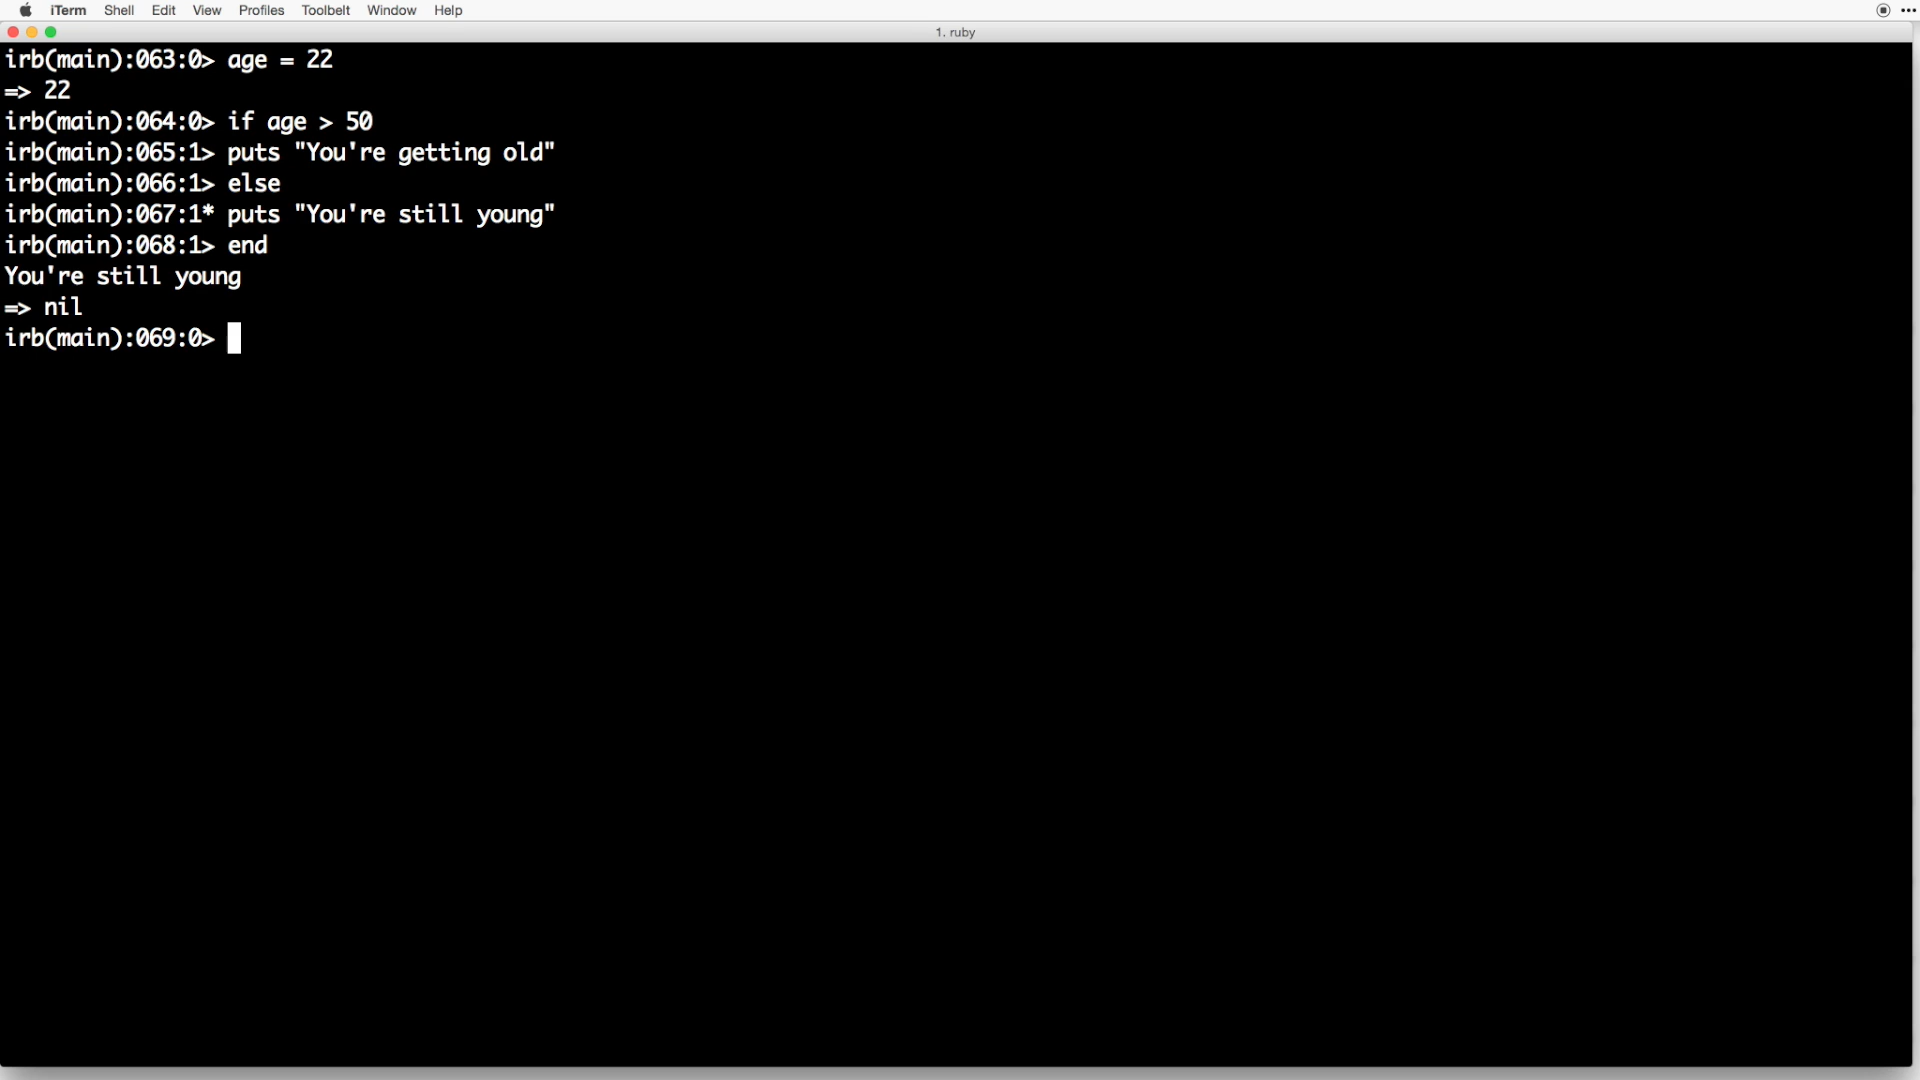 iTerm Shell Edit View Profiles Toolbelt Window Help
1. ruby
irb(main):063:0> age = 22
=> 22
irb(main):064:0> if age > 50
irb(main):065:1> puts "You're getting old"
irb(main):066:1> else
irb(main):067:1* puts "You're still young"
irb(main):068:1> end
You're still young
=> nil
irb(main):069:0>